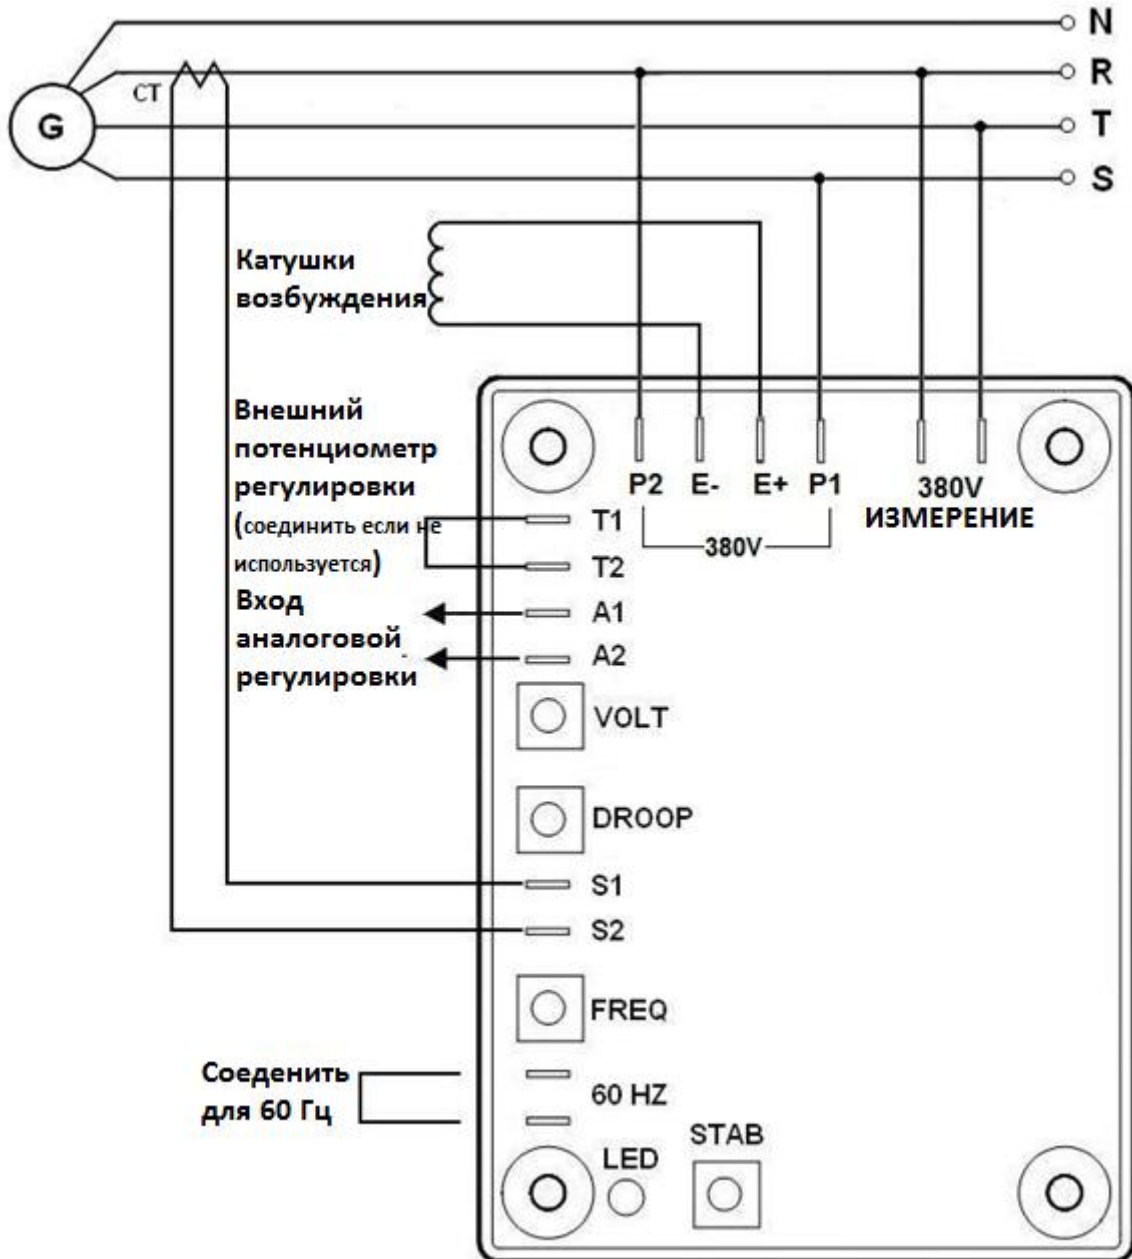 N
R
CT
G
T
S
Катушки
возбуждения
Внешний
потенциометр
регулировки
(соединить если не
используется)
P2 E- E+ P1
380V
380V
ИЗМЕРЕНИЕ
T1
T2
Вход
аналоговой
регулировки
A1
A2
VOLT
DROOP
S1
S2
FREQ
Соеденить
для 60 Гц
60 HZ
STAB
LED